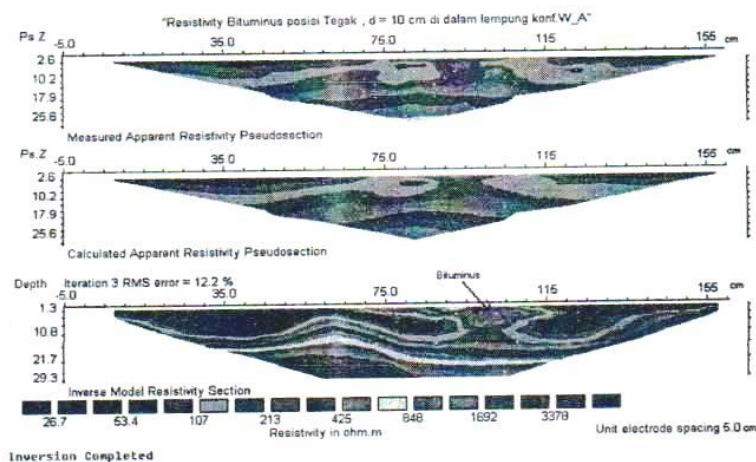 "Resistivity Bituminus posisi Tegak , d = 10 cm di dalam lempung konf.W_A"
Ps.Z -5.0 35.0 75.0 115 155 cm
2.6
10.2
17.9
25.6
Measured Apparent Resistivity Pseudosection
Ps.Z -5.0 35.0 75.0 115 155 cm
2.6
10.2
17.9
25.6
Calculated Apparent Resistivity Pseudosection
Bituminus
Depth Iteration 3 RMS error = 12.2 %
-5.0 35.0 75.0 115 155 cm
1.3
10.8
21.7
29.3
Inverse Model Resistivity Section
26.7 53.4 107 213 425 848 1692 3378
Resistivity in ohm.m
Unit electrode spacing 5.0 cm
Inversion Completed